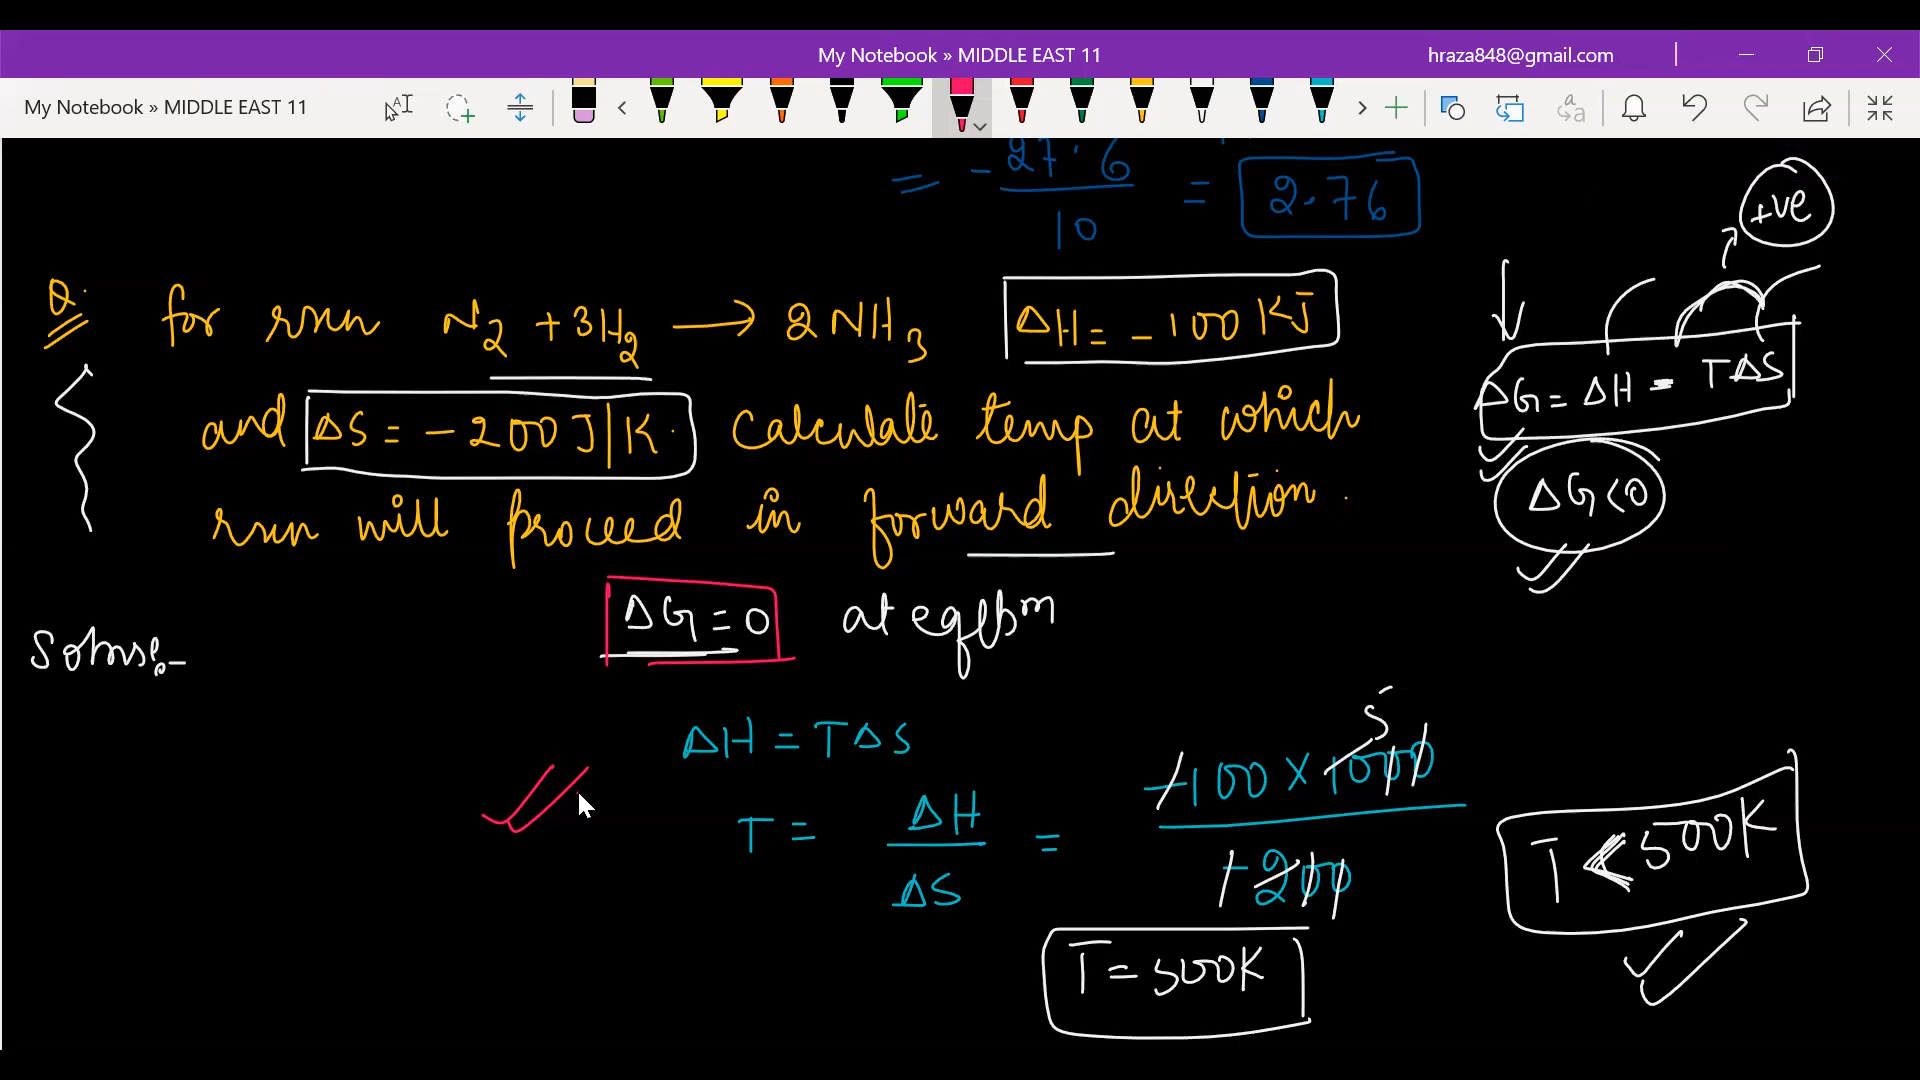 My Notebook » MIDDLE EAST 11
hraza848@gmail.com
My Notebook » MIDDLE EAST 11
= -27.6/10 = 2.76
+ve
Q. for rxn N₂ + 3H₂ → 2NH₃ ΔH = -100 KJ
and ΔS = -200 J|K. Calculate temp at which
rxn will proceed in forward direction.
ΔG = ΔH - TΔS
ΔG<0
ΔG = 0 at eqlbm
Solns:-
ΔH = TΔS
T = ΔH/ΔS = -100 × 1000/-200
5
T = 500K
T < 500K